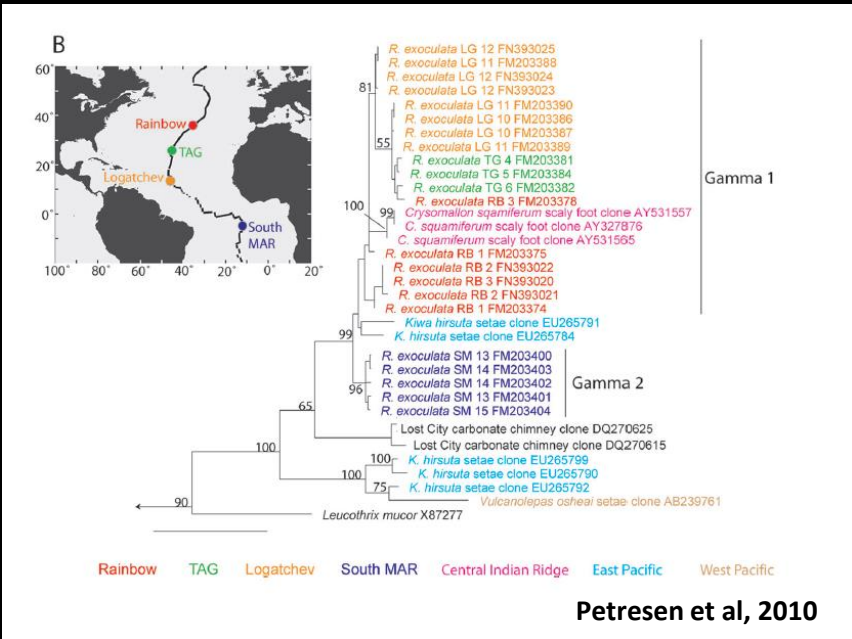 B
60°
40°
20°
0°
100° 80° 60° 40° 20° 0° 20°
Rainbow
TAG
Logatchev
South
MAR
R. exoculata LG 12 FN393025
R. exoculata LG 11 FM203388
R. exoculata LG 12 FN393024
R. exoculata LG 12 FN393023
81
R. exoculata LG 11 FM203390
R. exoculata LG 10 FM203386
R. exoculata LG 10 FM203387
R. exoculata LG 11 FM203389
55
R. exoculata TG 4 FM203381
R. exoculata TG 5 FM203384
R. exoculata TG 6 FM203382
R. exoculata RB 3 FM203378
Gamma 1
100
99
Crysomallon sqamiferum scaly foot clone AY531557
C. squamiferum scaly foot clone AY327876
C. squamiferum scaly foot clone AY531565
R. exoculata RB 1 FM203375
R. exoculata RB 2 FN393022
R. exoculata RB 3 FN393020
R. exoculata RB 2 FN393021
R. exoculata RB 1 FM203374
Kiwa hirsuta setae clone EU265791
99
K. hirsuta setae clone EU265784
R. exoculata SM 13 FM203400
R. exoculata SM 14 FM203403
R. exoculata SM 14 FM203402
R. exoculata SM 13 FM203401
R. exoculata SM 15 FM203404
96
Gamma 2
65
Lost City carbonate chimney clone DQ270625
Lost City carbonate chimney clone DQ270615
100
100
K. hirsuta setae clone EU265799
K. hirsuta setae clone EU265790
100
75
K. hirsuta setae clone EU265792
Vulcanolepas osheai setae clone AB239761
90
Leucothrix mucor X87277
Rainbow TAG Logatchev South MAR Central Indian Ridge East Pacific West Pacific
Petresen et al, 2010